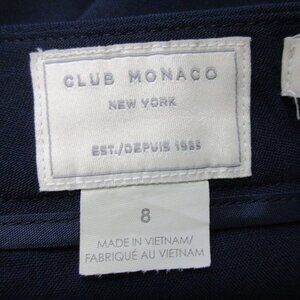 CLUB MONACO
NEW YORK
EST./DEPUIS 1985
8
MADE IN VIETNAM/
FABRIQUÉ AU VIETNAM